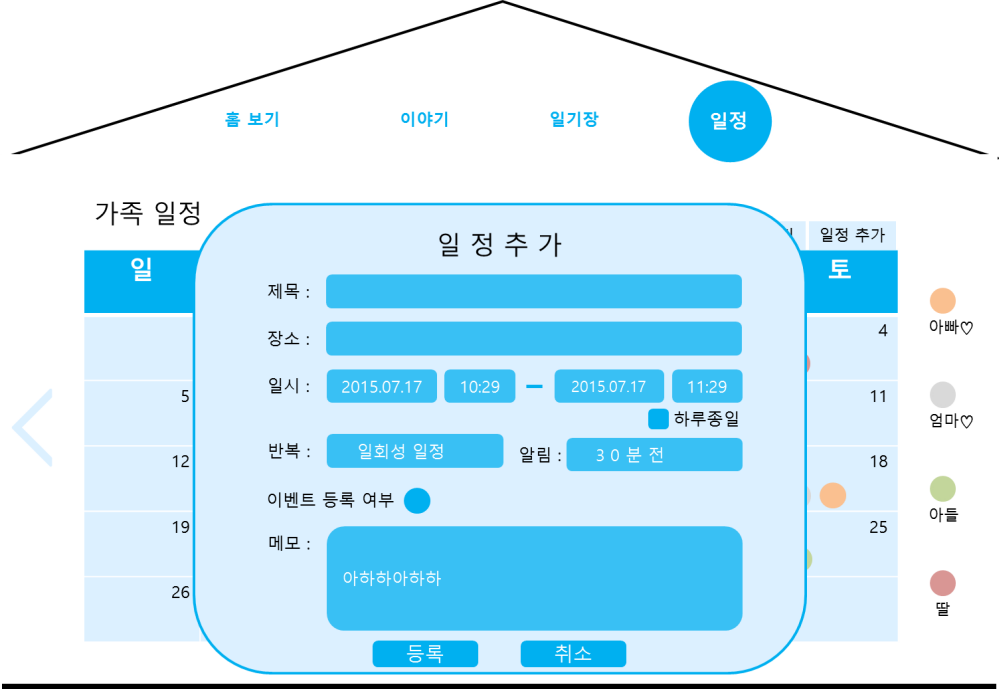 홈 보기 이야기 일기장 일정
가족 일정
일정 추가
일 토
일 정 추 가
제목 :
장소 :
일시 : 2015.07.17 10:29 – 2015.07.17 11:29
하루종일
반복 : 일회성 일정 알림 : 3 0 분 전
이벤트 등록 여부
메모 :
아하하아하하
등록 취소
4
5 11
12 18
19 25
26
아빠♡
엄마♡
아들
딸